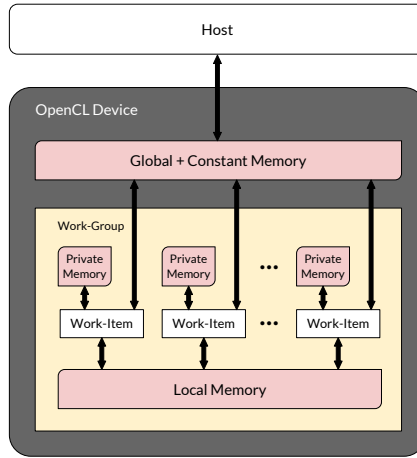 Host
OpenCL Device
Global + Constant Memory
Work-Group
Private
Memory
Private
Memory
...
Private
Memory
Work-Item
Work-Item
...
Work-Item
Local Memory